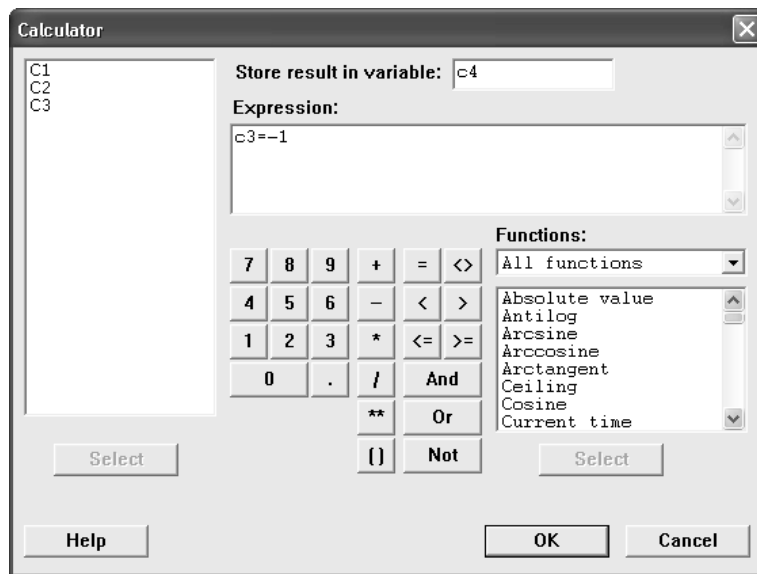 Calculator
C1
C2
C3
Store result in variable: c4
Expression:
c3=-1
Functions:
All functions
7 8 9 + = <>
4 5 6 - < >
1 2 3 * <= >=
0 . / And
** Or
() Not
Absolute value
Antilog
Arcsine
Arccosine
Arctangent
Ceiling
Cosine
Current time
Select
Select
Help
OK
Cancel